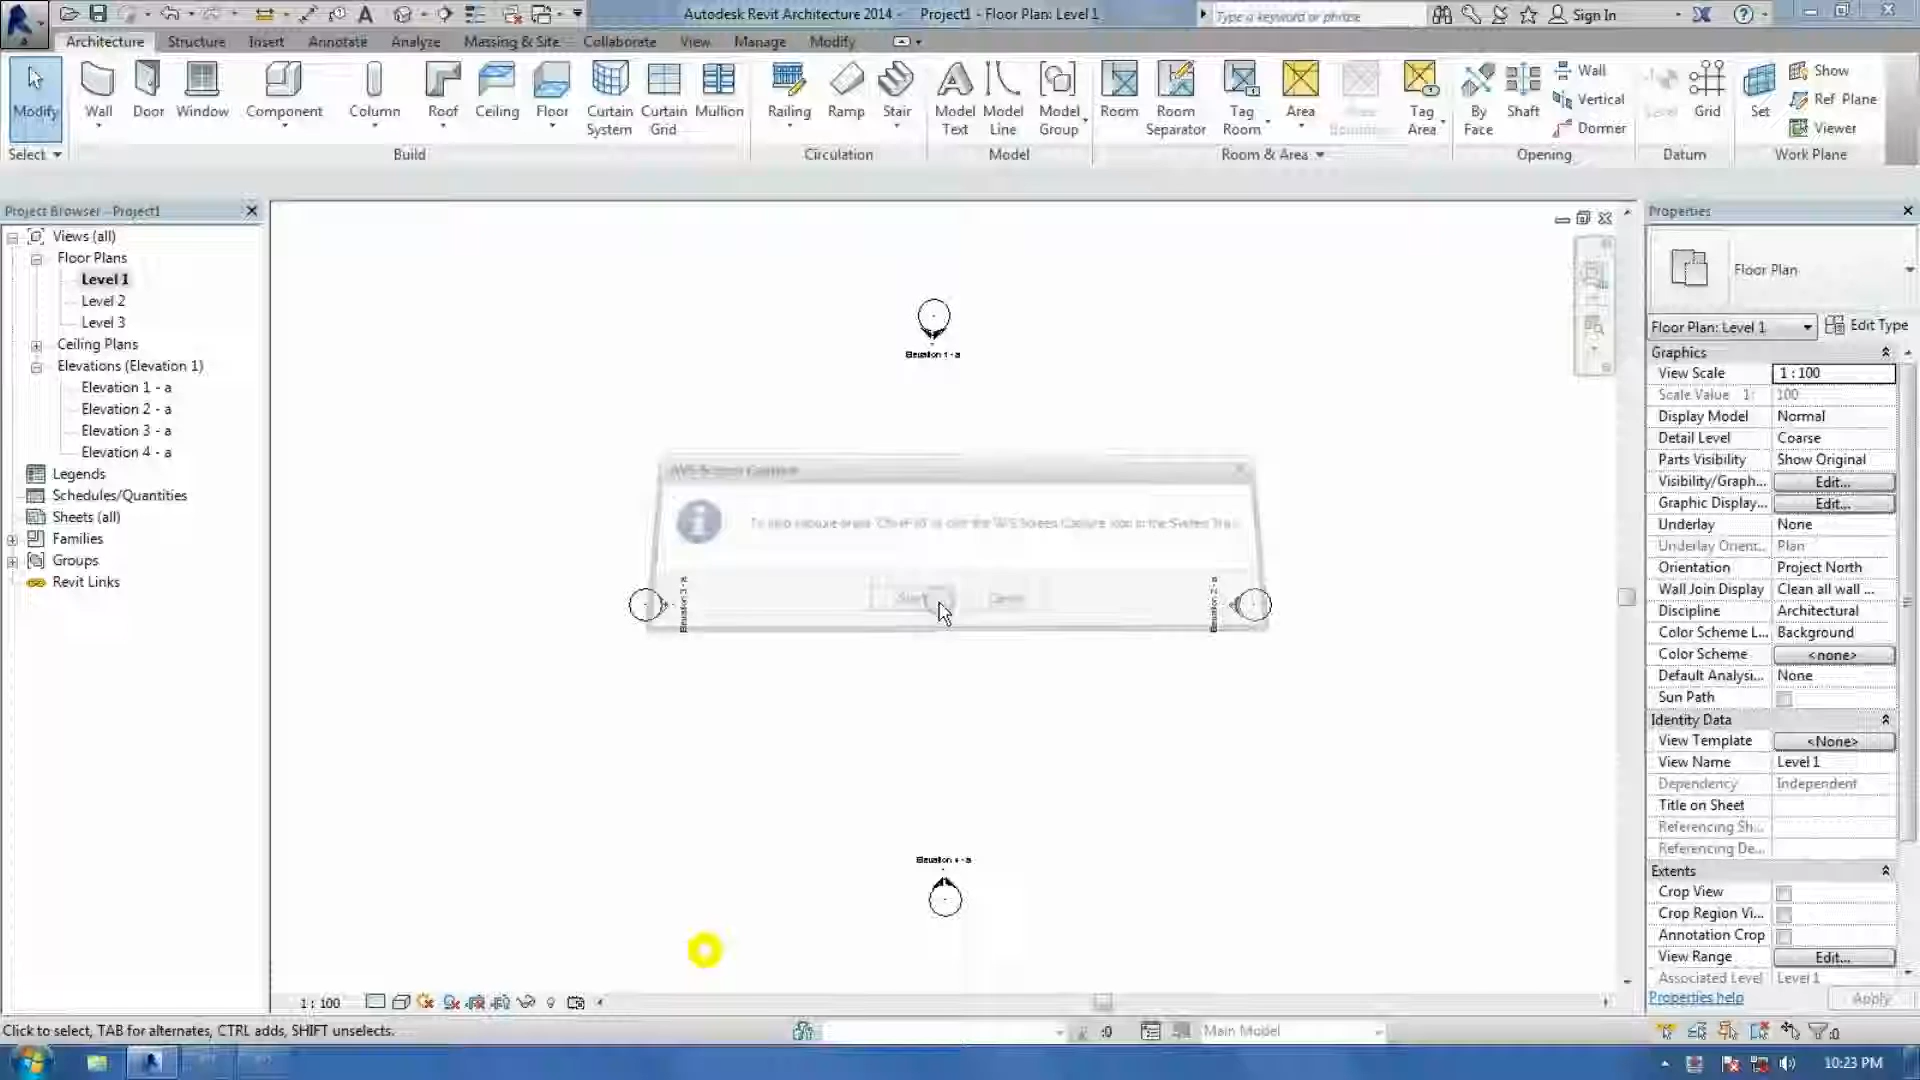 Autodesk Revit Architecture 2014 - Project1 - Floor Plan: Level 1
Type a keyword or phrase
Sign In
Architecture Structure Insert Annotate Analyze Massing & Site Collaborate View Manage Modify
Modify
Wall Door Window Component Column Roof Ceiling Floor
Curtain System
Curtain Grid
Mullion
Railing Ramp Stair
Model Text
Model Line
Model Group
Room
Room Separator
Tag Room
Area
Tag Area
By Face
Shaft
Wall
Vertical
Dormer
Level
Grid
Set
Show
Ref Plane
Viewer
Select Build Circulation Model Room & Area Opening Datum Work Plane
Project Browser - Project1
Views (all)
Floor Plans
Level 1
Level 2
Level 3
Ceiling Plans
Elevations (Elevation 1)
Elevation 1 - a
Elevation 2 - a
Elevation 3 - a
Elevation 4 - a
Legends
Schedules/Quantities
Sheets (all)
Families
Groups
Revit Links
Elevation 1 - a
Elevation 3 - a
Elevation 2 - a
Elevation 4 - a
Cancel
Properties
Floor Plan
Floor Plan: Level 1
Edit Type
Graphics
View Scale 1 : 100
Scale Value 1: 100
Display Model Normal
Detail Level Coarse
Parts Visibility Show Original
Visibility/Graph... Edit...
Graphic Display... Edit...
Underlay None
Underlay Orient... Plan
Orientation Project North
Wall Join Display Clean all wall ...
Discipline Architectural
Color Scheme L... Background
Color Scheme <none>
Default Analysi... None
Sun Path
Identity Data
View Template <None>
View Name Level 1
Dependency Independent
Title on Sheet
Referencing Sh...
Referencing De...
Extents
Crop View
Crop Region Vi...
Annotation Crop
View Range Edit...
Associated Level Level 1
Properties help
Apply
1 : 100
Click to select, TAB for alternates, CTRL adds, SHIFT unselects.
:0
Main Model
:0
10:23 PM